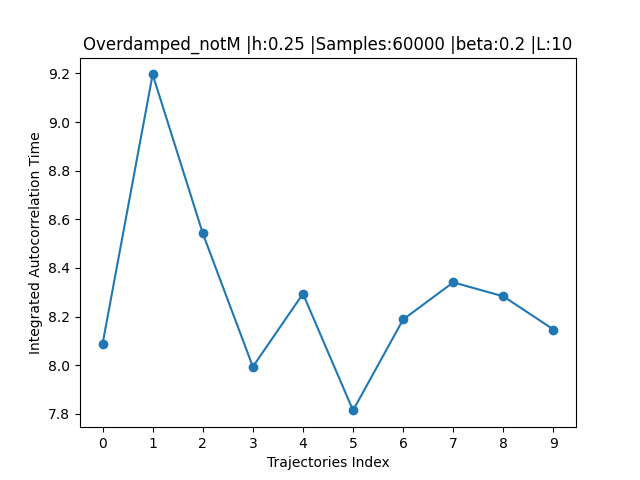 Overdamped_notM |h:0.25 |Samples:60000 |beta:0.2 |L:10
Integrated Autocorrelation Time
9.2
9.0
8.8
8.6
8.4
8.2
8.0
7.8
0 1 2 3 4 5 6 7 8 9
Trajectories Index